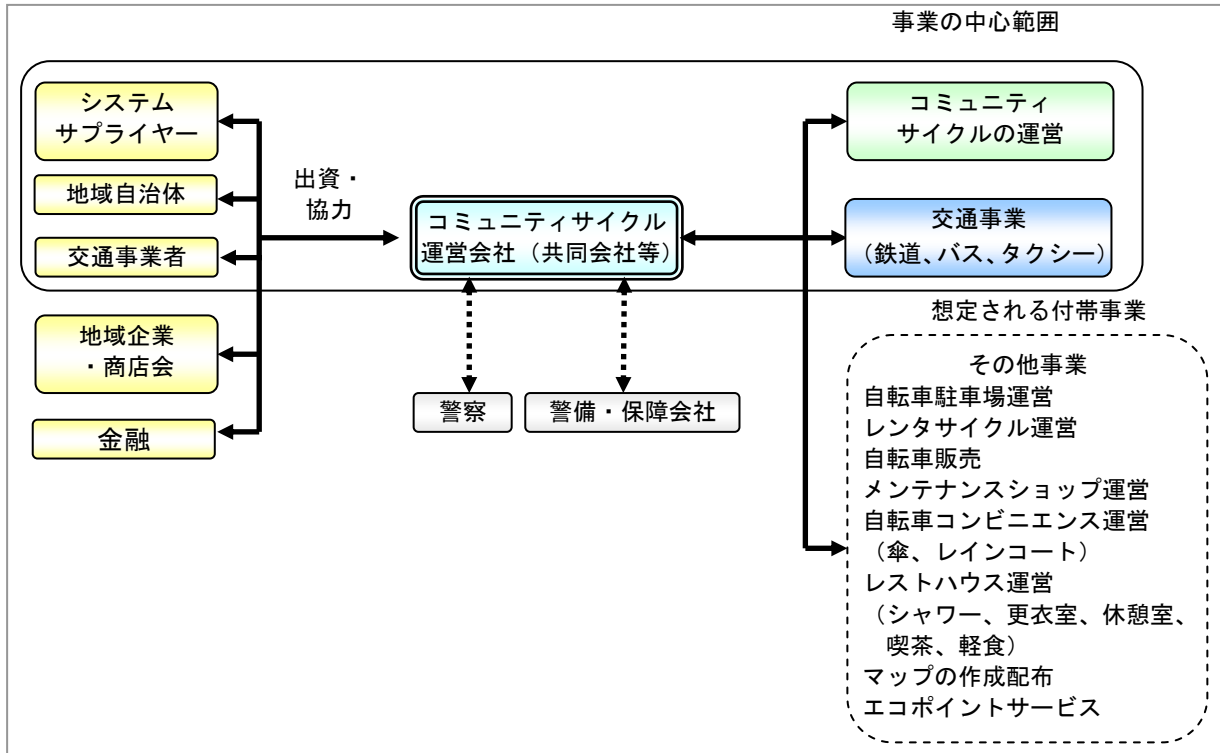 事業の中心範囲
システム
サプライヤー
地域自治体
交通事業者
地域企業
・商店会
金融
出資・
協力
コミュニティサイクル
運営会社（共同会社等）
警察
警備・保障会社
コミュニティ
サイクルの運営
交通事業
（鉄道、バス、タクシー）
想定される付帯事業
その他事業
自転車駐車場運営
レンタサイクル運営
自転車販売
メンテナンスショップ運営
自転車コンビニエンス運営
（傘、レインコート）
レストハウス運営
（シャワー、更衣室、休憩室、
喫茶、軽食）
マップの作成配布
エコポイントサービス